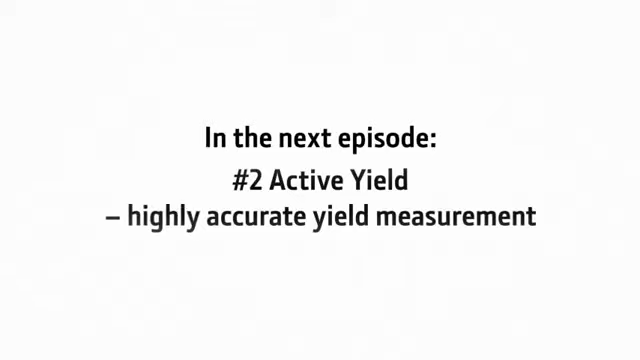 In the next episode:
#2 Active Yield
– highly accurate yield measurement